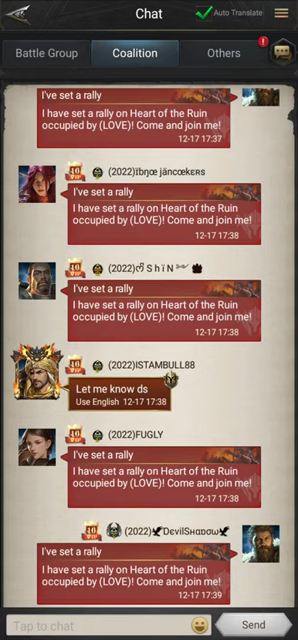 Chat
Auto Translate
Battle Group
Coalition
Others
I've set a rally
I have set a rally on Heart of the Ruin
occupied by (LOVE)! Come and join me!
12-17 17:37
(2022)ïbŋœ jäncœkᴇʀs
I've set a rally
I have set a rally on Heart of the Ruin
occupied by (LOVE)! Come and join me!
12-17 17:38
(2022)ঔ S h ï N ༻
I've set a rally
I have set a rally on Heart of the Ruin
occupied by (LOVE)! Come and join me!
12-17 17:38
(2022)ISTAMBULL88
Let me know ds
Use English 12-17 17:38
(2022)FUGLY
I've set a rally
I have set a rally on Heart of the Ruin
occupied by (LOVE)! Come and join me!
12-17 17:38
(2022)DєvilSнαɒσω
I've set a rally
I have set a rally on Heart of the Ruin
occupied by (LOVE)! Come and join me!
12-17 17:39
Tap to chat
Send